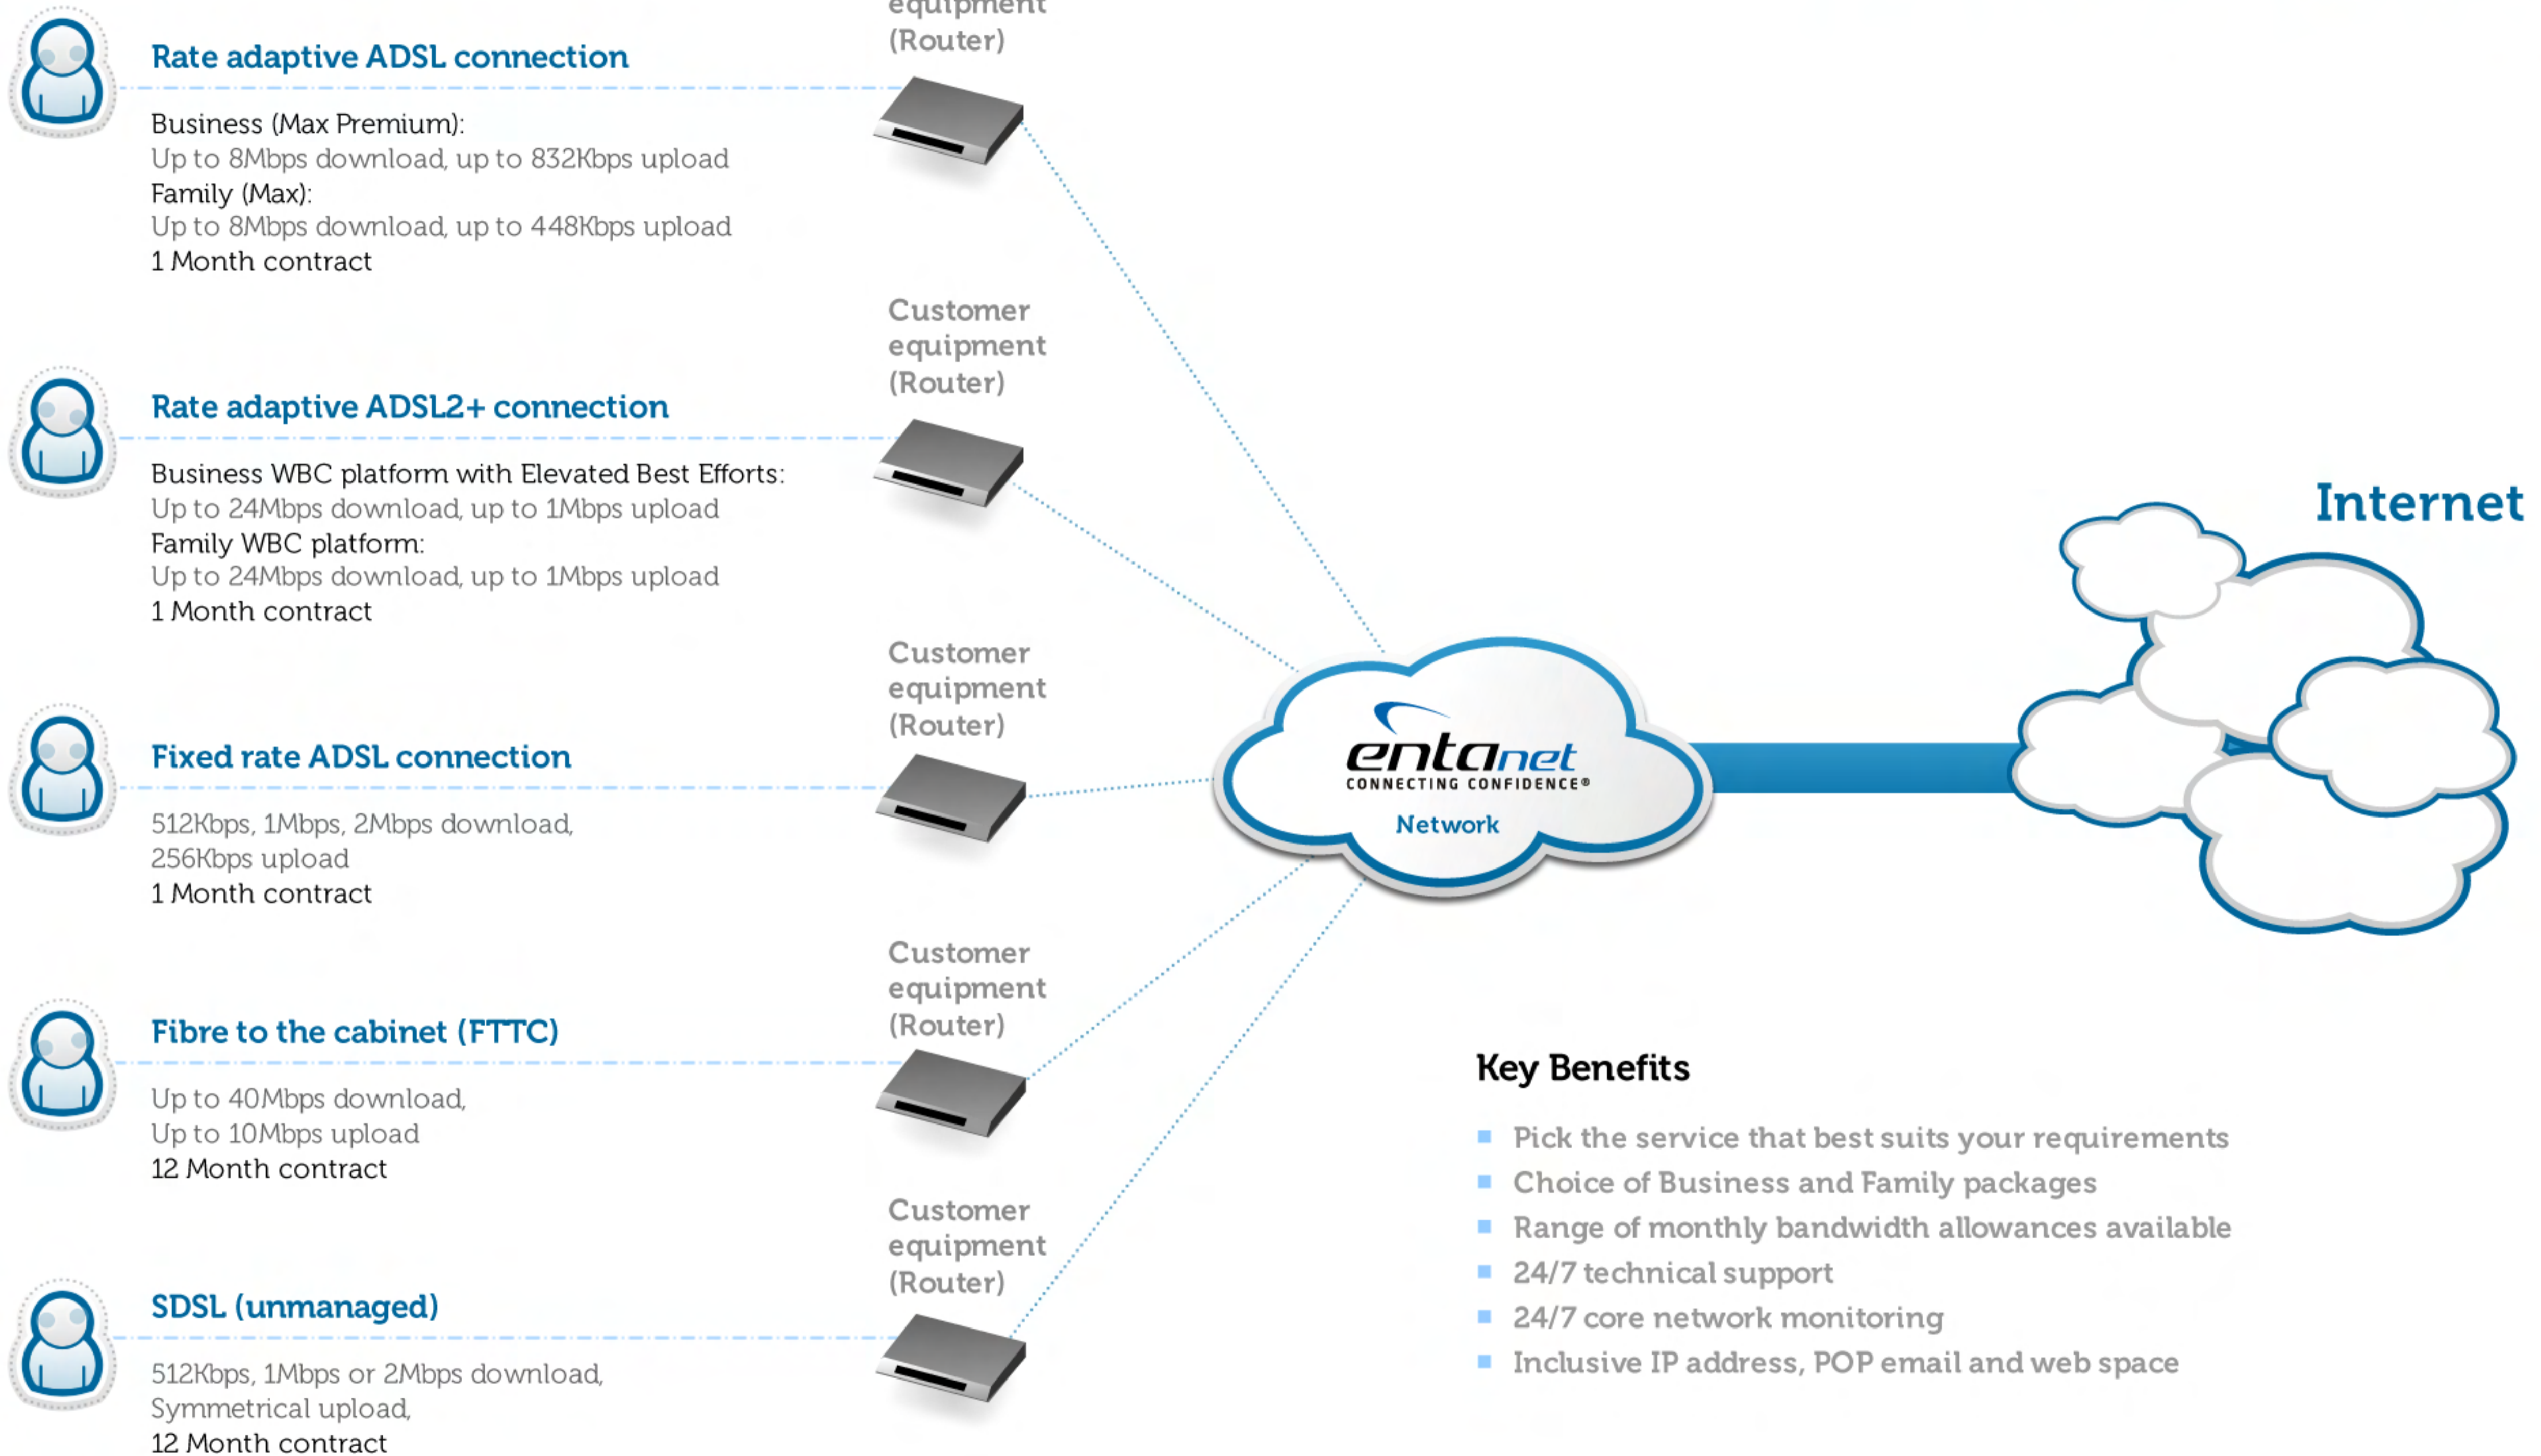 equipment
(Router)
Rate adaptive ADSL connection
Business (Max Premium):
Up to 8Mbps download, up to 832Kbps upload
Family (Max):
Up to 8Mbps download, up to 448Kbps upload
1 Month contract
Customer
equipment
(Router)
Rate adaptive ADSL2+ connection
Business WBC platform with Elevated Best Efforts:
Up to 24Mbps download, up to 1Mbps upload
Family WBC platform:
Up to 24Mbps download, up to 1Mbps upload
1 Month contract
Customer
equipment
(Router)
Fixed rate ADSL connection
512Kbps, 1Mbps, 2Mbps download,
256Kbps upload
1 Month contract
Customer
equipment
(Router)
Fibre to the cabinet (FTTC)
Up to 40Mbps download,
Up to 10Mbps upload
12 Month contract
Customer
equipment
(Router)
SDSL (unmanaged)
512Kbps, 1Mbps or 2Mbps download,
Symmetrical upload,
12 Month contract
entanet
CONNECTING CONFIDENCE®
Network
Internet
Key Benefits
Pick the service that best suits your requirements
Choice of Business and Family packages
Range of monthly bandwidth allowances available
24/7 technical support
24/7 core network monitoring
Inclusive IP address, POP email and web space